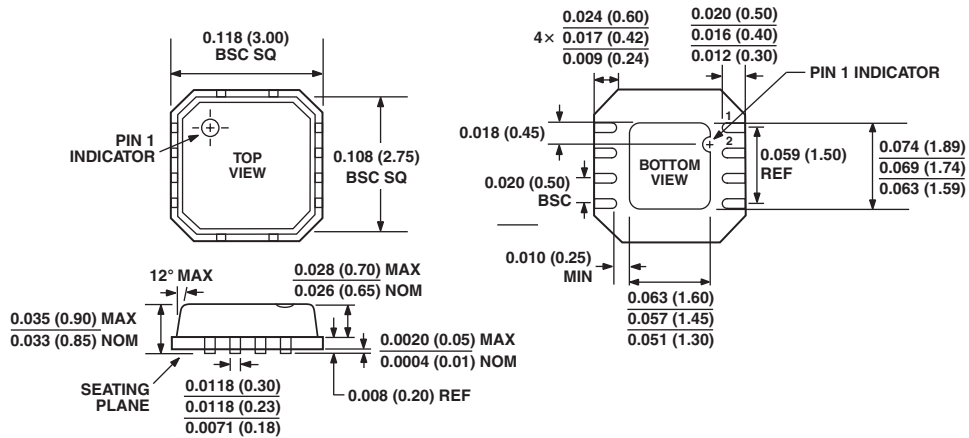 0.118 (3.00)
BSC SQ
PIN 1
INDICATOR
TOP
VIEW
0.108 (2.75)
BSC SQ
0.024 (0.60)
4× 0.017 (0.42)
0.009 (0.24)
0.020 (0.50)
0.016 (0.40)
0.012 (0.30)
PIN 1 INDICATOR
0.018 (0.45)
1
2
BOTTOM
VIEW
0.020 (0.50)
BSC
0.059 (1.50)
REF
0.074 (1.89)
0.069 (1.74)
0.063 (1.59)
0.010 (0.25)
MIN
0.063 (1.60)
0.057 (1.45)
0.051 (1.30)
12° MAX
0.028 (0.70) MAX
0.026 (0.65) NOM
0.035 (0.90) MAX
0.033 (0.85) NOM
0.0020 (0.05) MAX
0.0004 (0.01) NOM
SEATING
PLANE
0.0118 (0.30)
0.0118 (0.23)
0.0071 (0.18)
0.008 (0.20) REF